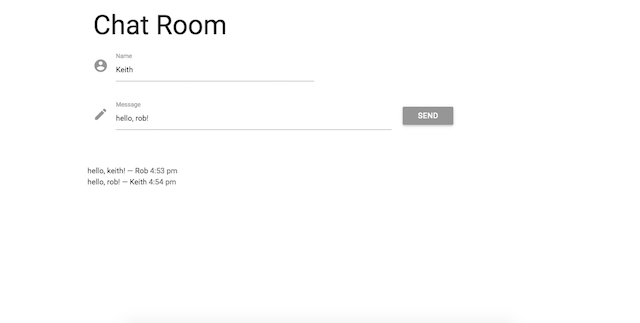 Chat Room
Name
Keith
Message
hello, rob!
SEND
hello, keith! — Rob 4:53 pm
hello, rob! — Keith 4:54 pm